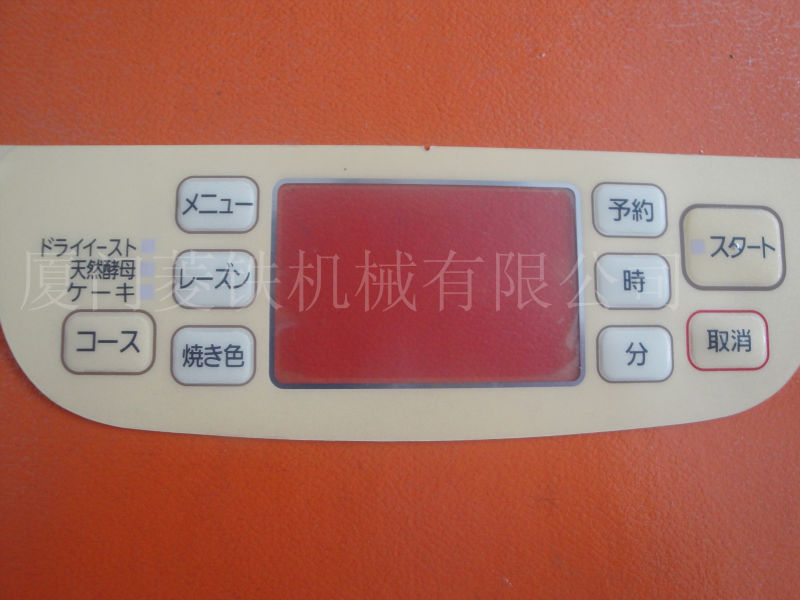 メニュー
予約
スタート
ドライイースト
天然酵母
ケーキ
レーズン
時
コース
焼き色
分
取消
厦门菱铁机械有限公司